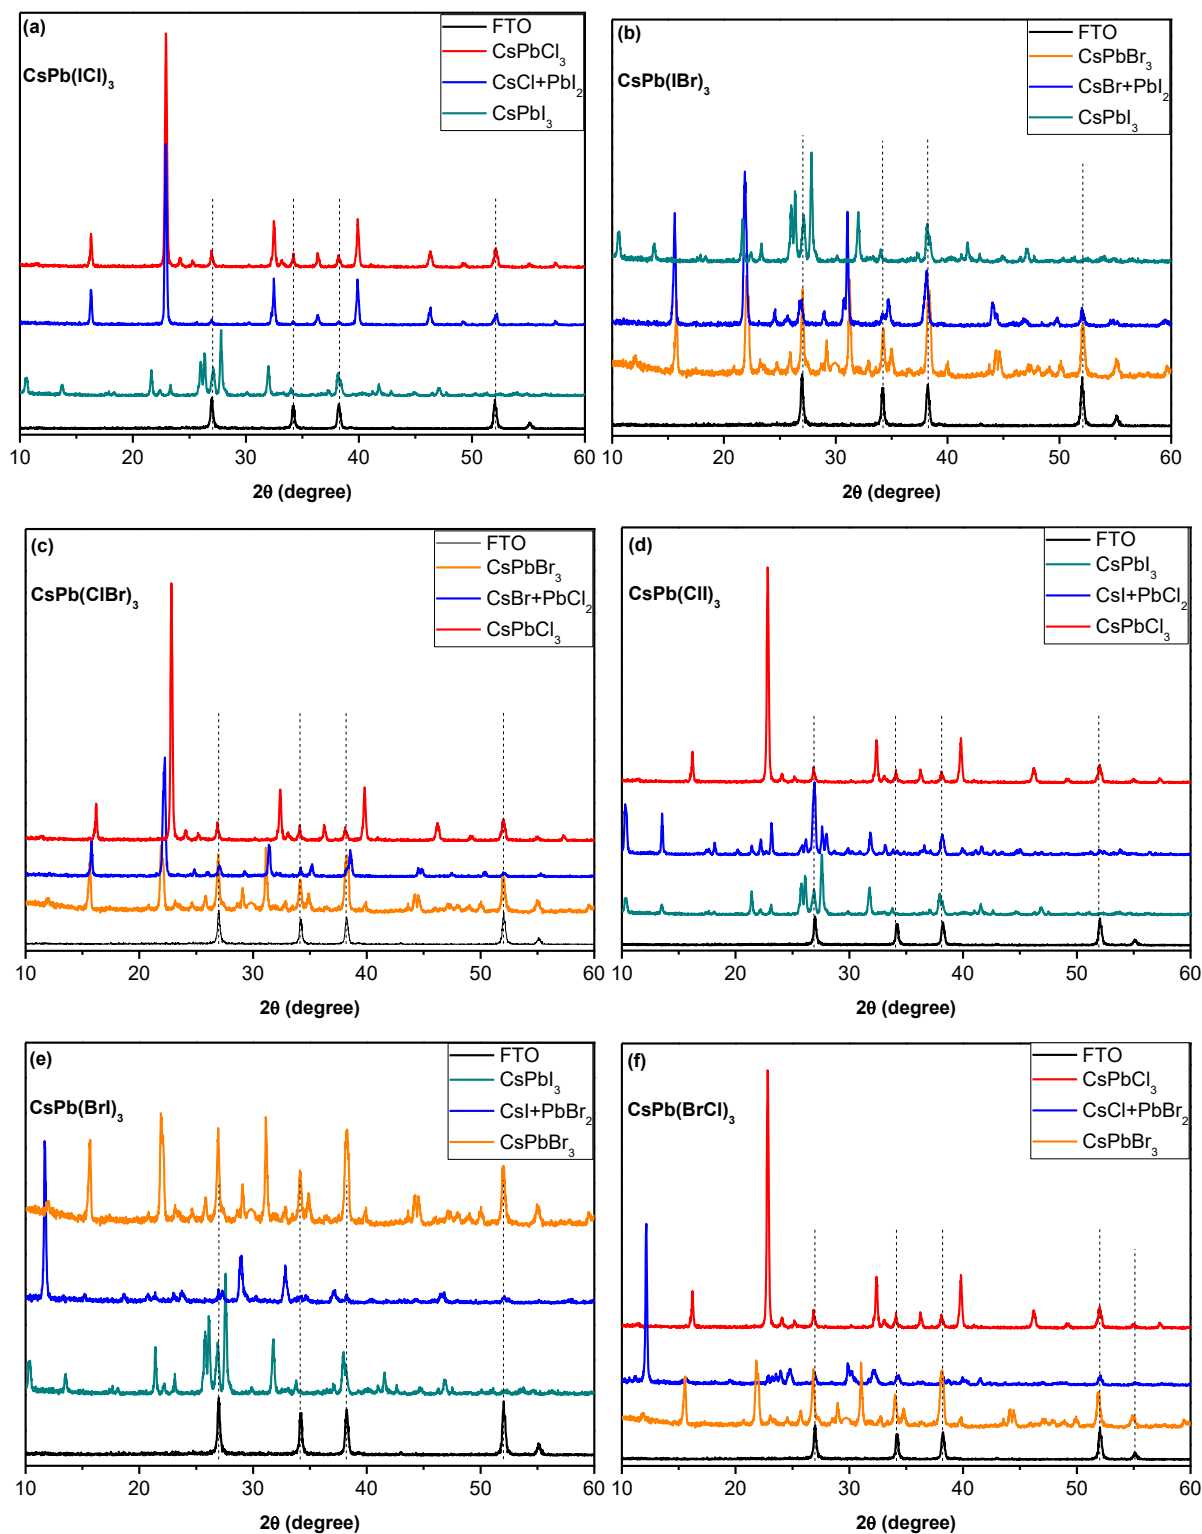 (a)
CsPb(ICl)₃
FTO
CsPbCl₃
CsCl+PbI₂
CsPbI₃
10 20 30 40 50 60
2θ (degree)
(b)
CsPb(IBr)₃
FTO
CsPbBr₃
CsBr+PbI₂
CsPbI₃
10 20 30 40 50 60
2θ (degree)
(c)
CsPb(ClBr)₃
FTO
CsPbBr₃
CsBr+PbCl₂
CsPbCl₃
10 20 30 40 50 60
2θ (degree)
(d)
CsPb(ClI)₃
FTO
CsPbI₃
CsI+PbCl₂
CsPbCl₃
10 20 30 40 50 60
2θ (degree)
(e)
CsPb(BrI)₃
FTO
CsPbI₃
CsI+PbBr₂
CsPbBr₃
10 20 30 40 50 60
2θ (degree)
(f)
CsPb(BrCl)₃
FTO
CsPbCl₃
CsCl+PbBr₂
CsPbBr₃
10 20 30 40 50 60
2θ (degree)